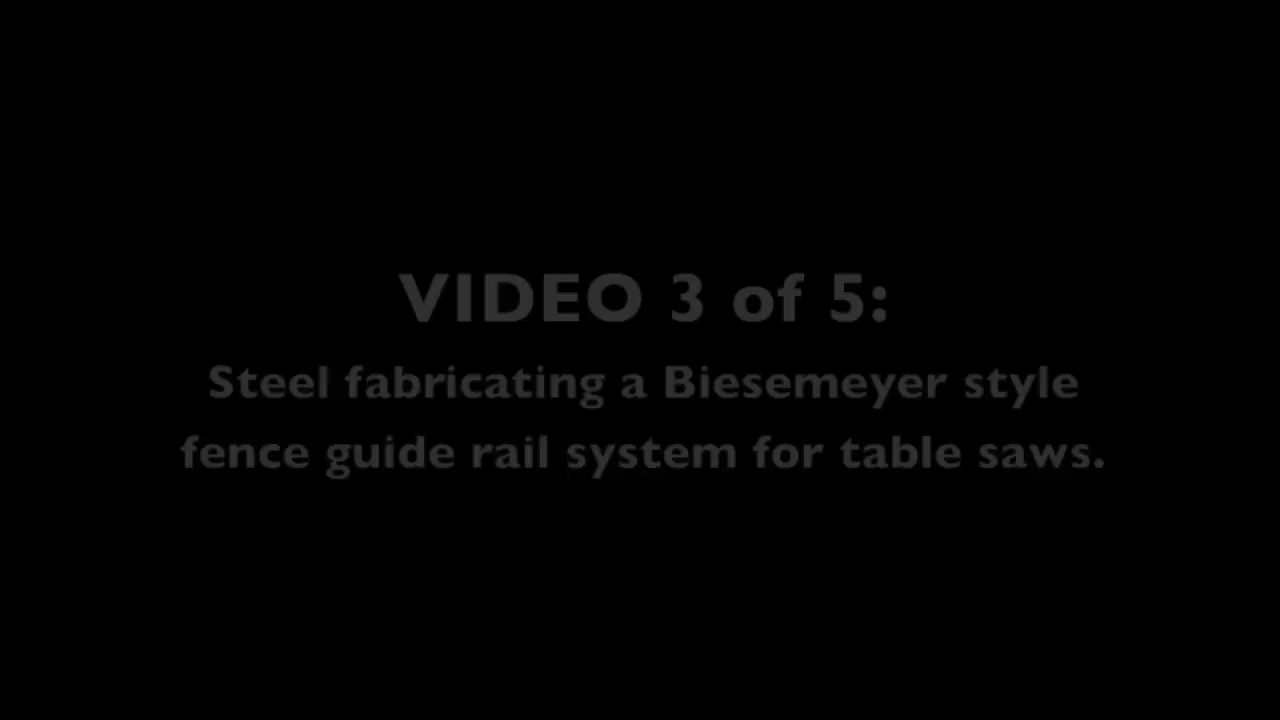 VIDEO 3 of 5:
Steel fabricating a Biesemeyer style
fence guide rail system for table saws.